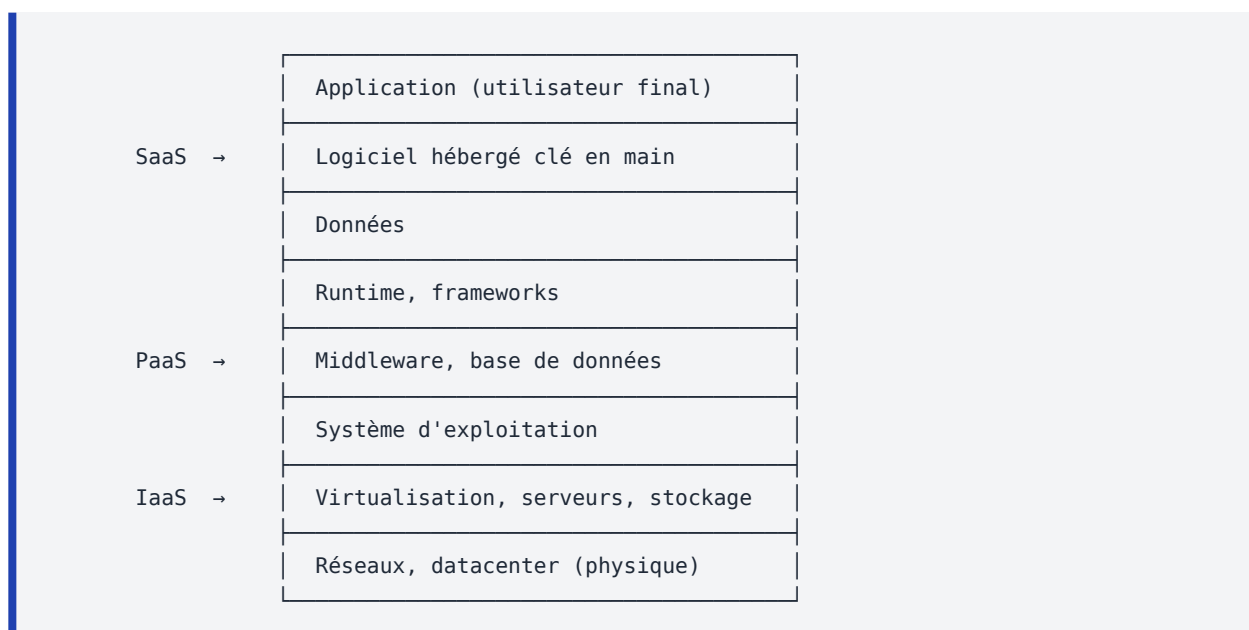 Application (utilisateur final)
SaaS → Logiciel hébergé clé en main
Données
Runtime, frameworks
PaaS → Middleware, base de données
Système d'exploitation
IaaS → Virtualisation, serveurs, stockage
Réseaux, datacenter (physique)